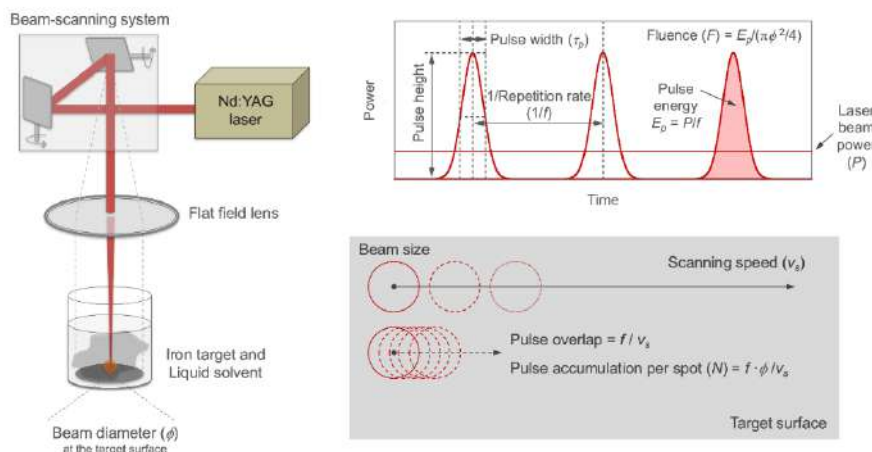 Beam-scanning system
Nd:YAG
laser
Flat field lens
Iron target and
Liquid solvent
Beam diameter (ϕ)
at the target surface
Power
Pulse height
Pulse width (τₚ)
1/Repetition rate
(1/f)
Fluence (F) = Eₚ/(πϕ²/4)
Pulse
energy
Eₚ = P/f
Laser
beam
power
(P)
Time
Beam size
Scanning speed (vₛ)
Pulse overlap = f / vₛ
Pulse accumulation per spot (N) = f · ϕ /vₛ
Target surface